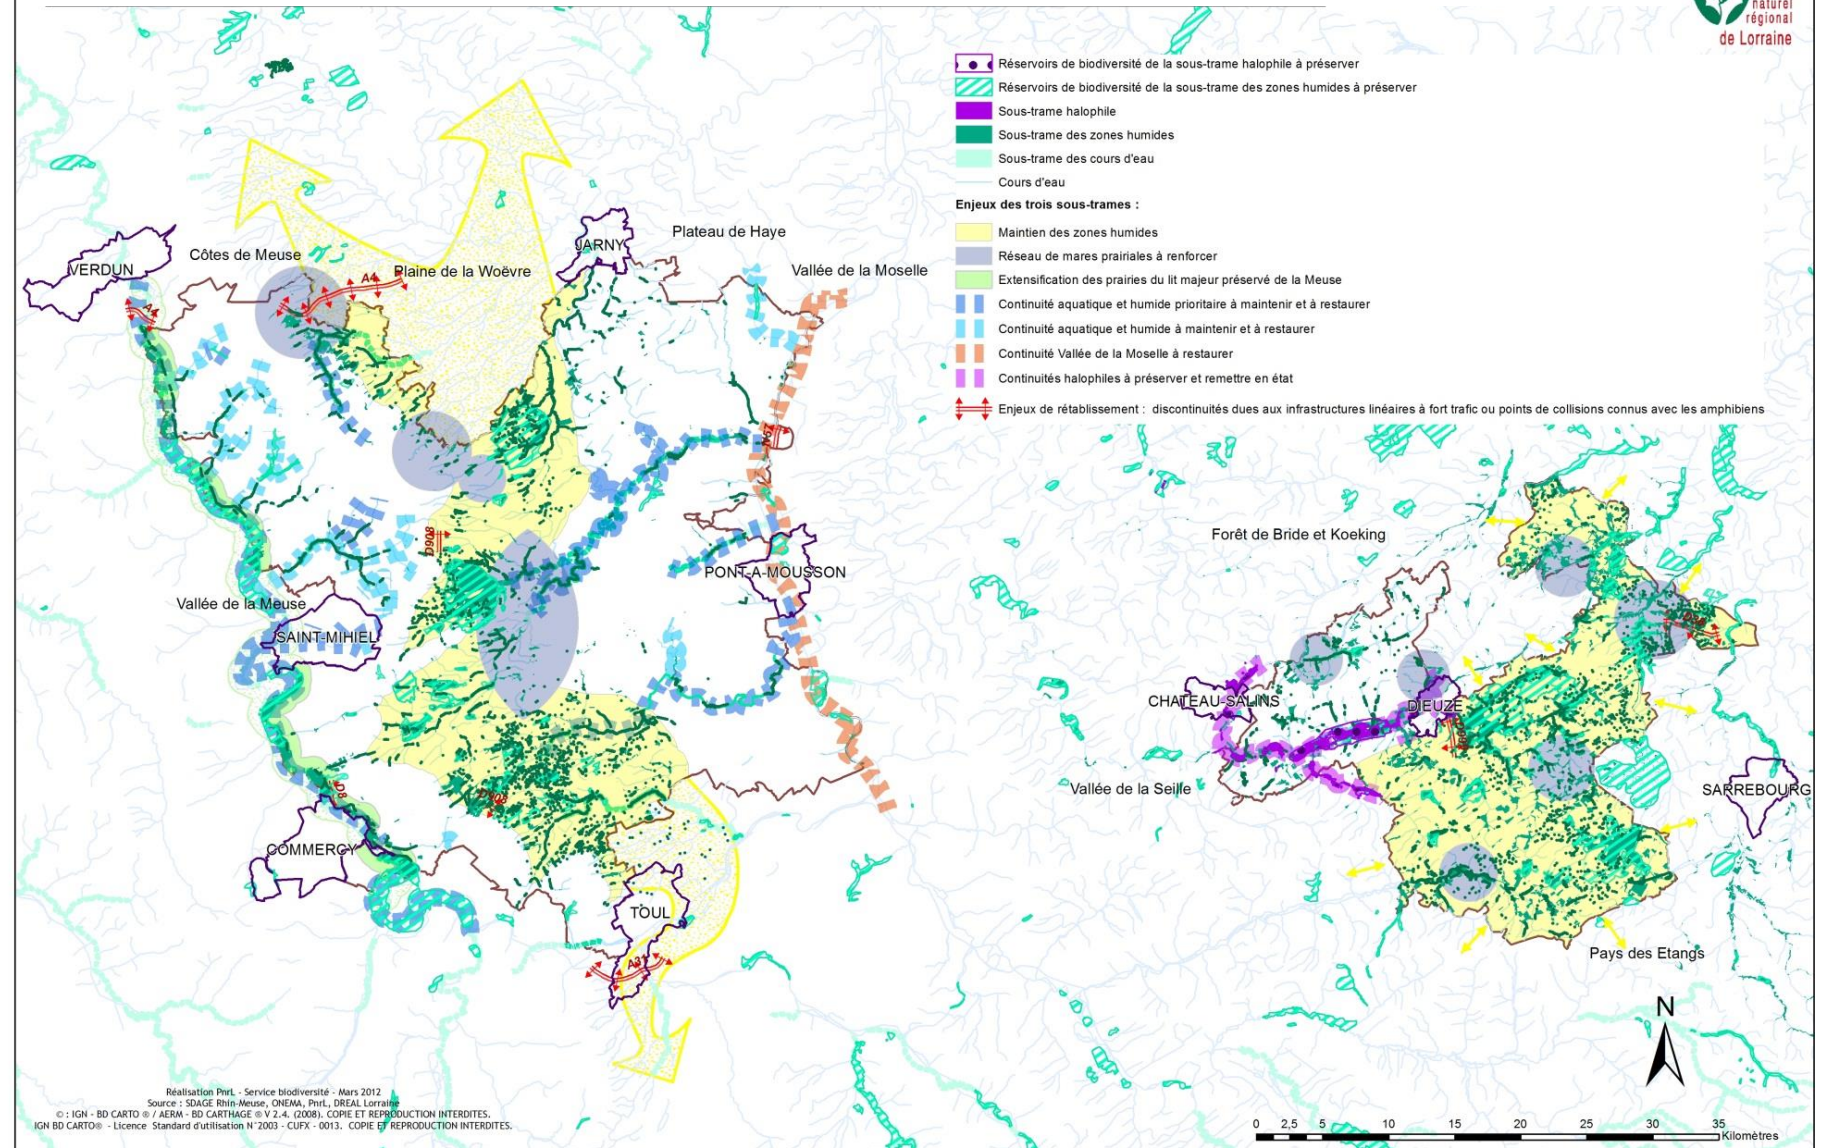 naturel
régional
de Lorraine
Réservoirs de biodiversité de la sous-trame halophile à préserver
Réservoirs de biodiversité de la sous-trame des zones humides à préserver
Sous-trame halophile
Sous-trame des zones humides
Sous-trame des cours d'eau
Cours d'eau
Enjeux des trois sous-trames :
Maintien des zones humides
Réseau de mares prairiales à renforcer
Extensification des prairies du lit majeur préservé de la Meuse
Continuité aquatique et humide prioritaire à maintenir et à restaurer
Continuité aquatique et humide à maintenir et à restaurer
Continuité Vallée de la Moselle à restaurer
Continuités halophiles à préserver et remettre en état
Enjeux de rétablissement : discontinuités dues aux infrastructures linéaires à fort trafic ou points de collisions connus avec les amphibiens
Plateau de Haye
JARNY
Côtes de Meuse
VERDUN
A4
Plaine de la Woëvre
Vallée de la Moselle
A4
D908
PONT-A-MOUSSON
Vallée de la Meuse
SAINT-MIHIEL
D8
D908
COMMERCY
TOUL
A31
Forêt de Bride et Koeking
CHATEAU-SALINS
DIEUZE
Vallée de la Seille
SARREBOURG
Pays des Etangs
N
Réalisation PnrL - Service biodiversité - Mars 2012
Source : SDAGE Rhin-Meuse, ONEMA, PnrL, DREAL Lorraine
© : IGN - BD CARTO ® / AERM - BD CARTHAGE ® V 2.4. (2008). COPIE ET REPRODUCTION INTERDITES.
IGN BD CARTO® - Licence Standard d'utilisation N°2003 - CUFX - 0013. COPIE ET REPRODUCTION INTERDITES.
0 2,5 5 10 15 20 25 30 35
Kilomètres